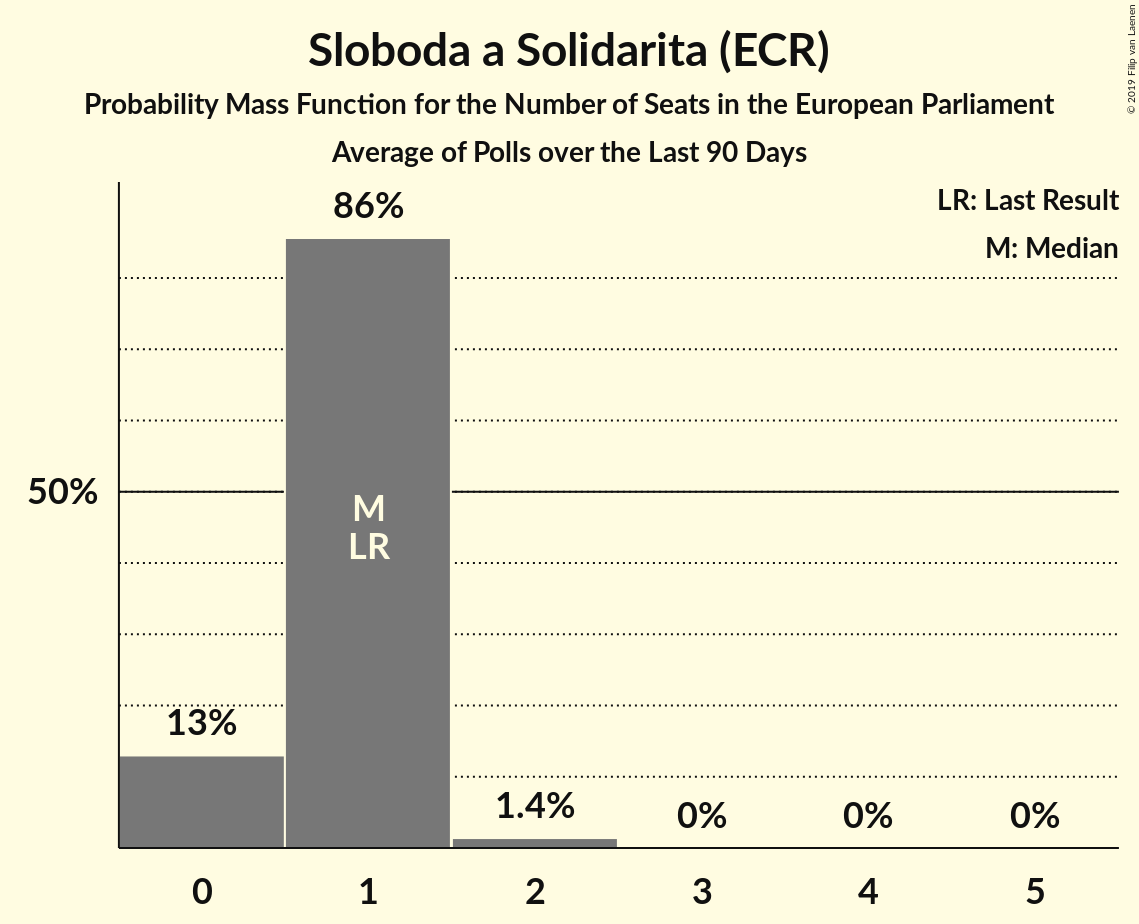 Sloboda a Solidarita (ECR)
Probability Mass Function for the Number of Seats in the European Parliament
Average of Polls over the Last 90 Days
© 2019 Filip van Laenen
LR: Last Result
M: Median
86%
50%
M
LR
13%
1.4%
0%
0%
0%
0
1
2
3
4
5